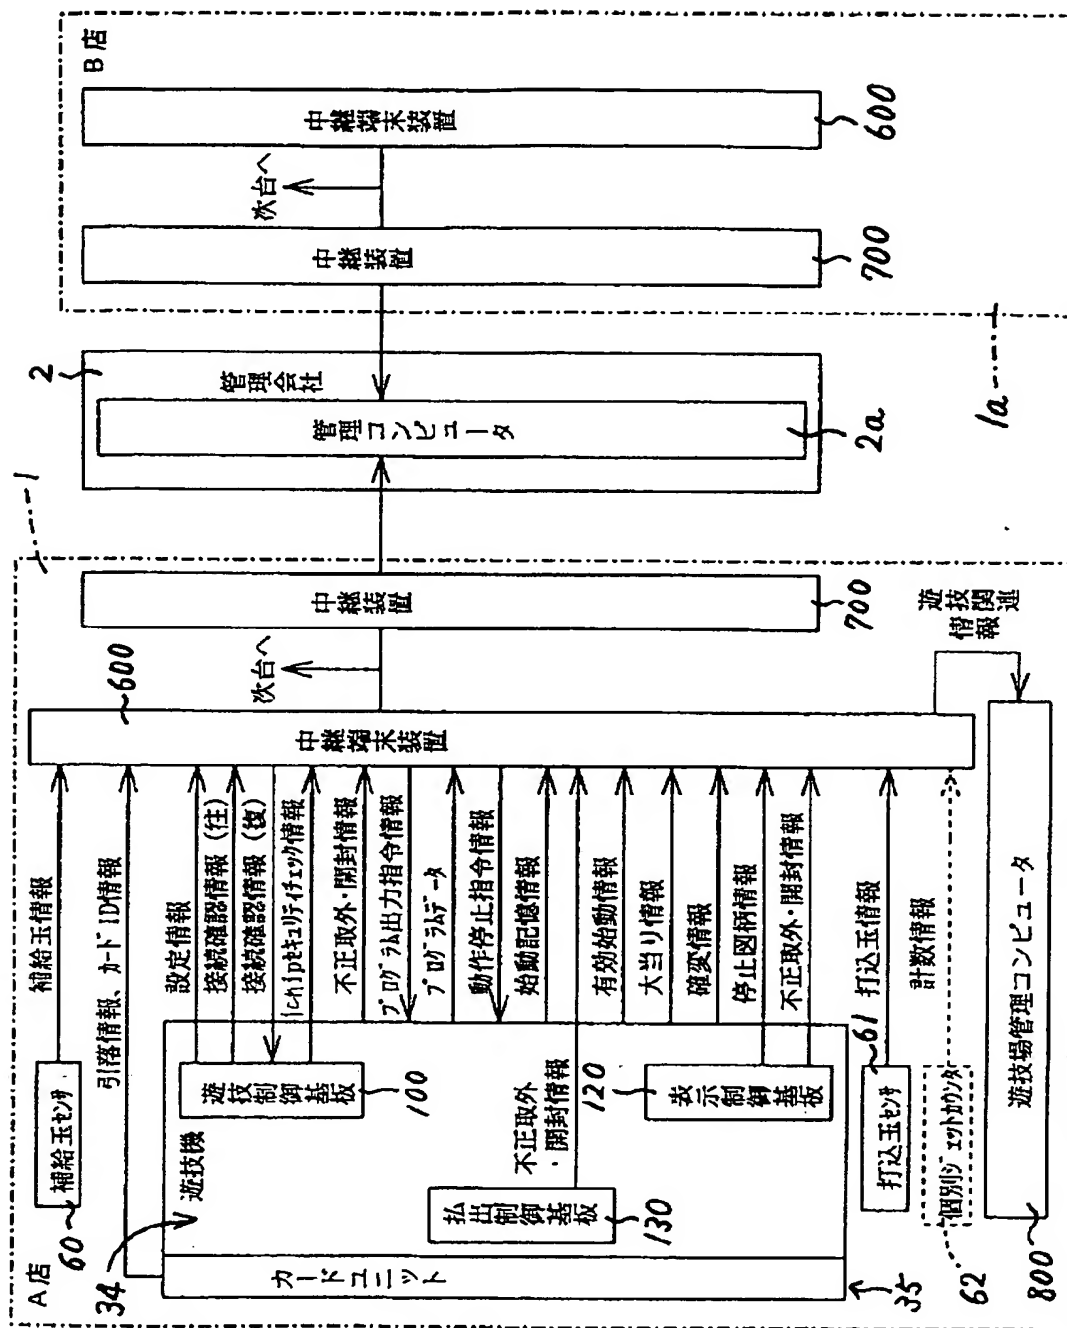 A店
B店
1
1a
34
遊技機
カードユニット
35
60
補給玉センサ
補給玉情報
引落情報、カードID情報
遊技制御基板
100
設定情報
接続確認情報(往)
接続確認情報(復)
1chipセキュリティチェック情報
不正取外・開封情報
プログラム出力指令情報
プログラムデータ
動作停止指令情報
始動記憶情報
払出制御基板
130
不正取外
・開封情報
有効始動情報
大当り情報
確変情報
表示制御基板
120
停止図柄情報
不正取外・開封情報
打込玉センサ
61
打込玉情報
個別ジェットカウンタ
62
計数情報
遊技場管理コンピュータ
800
遊技関連
情報
中継端末装置
600
次台へ
中継装置
700
2
管理会社
管理コンピュータ
2a
中継装置
700
次台へ
中継端末装置
600